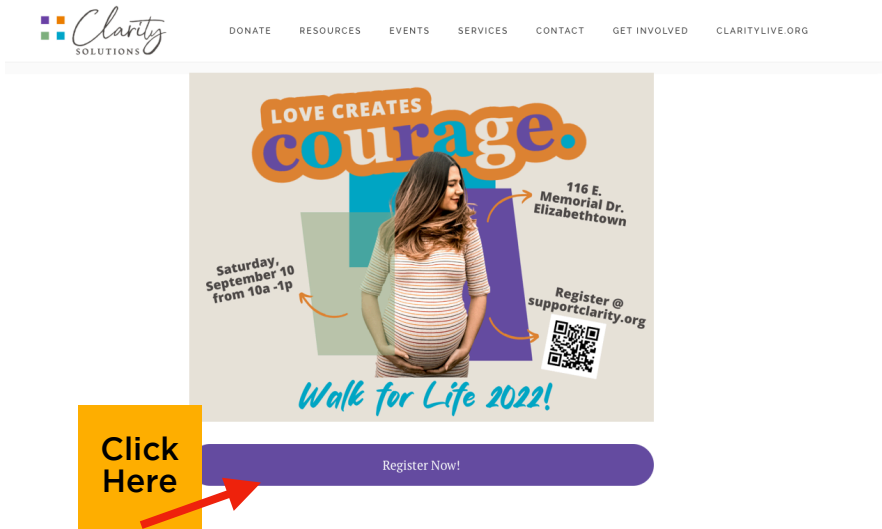 Clarity
SOLUTIONS
DONATE RESOURCES EVENTS SERVICES CONTACT GET INVOLVED CLARITYLIVE.ORG
LOVE CREATES
courage.
116 E.
Memorial Dr.
Elizabethtown
Saturday,
September 10
from 10a -1p
Register @
supportclarity.org
Walk for Life 2022!
Click
Here
Register Now!